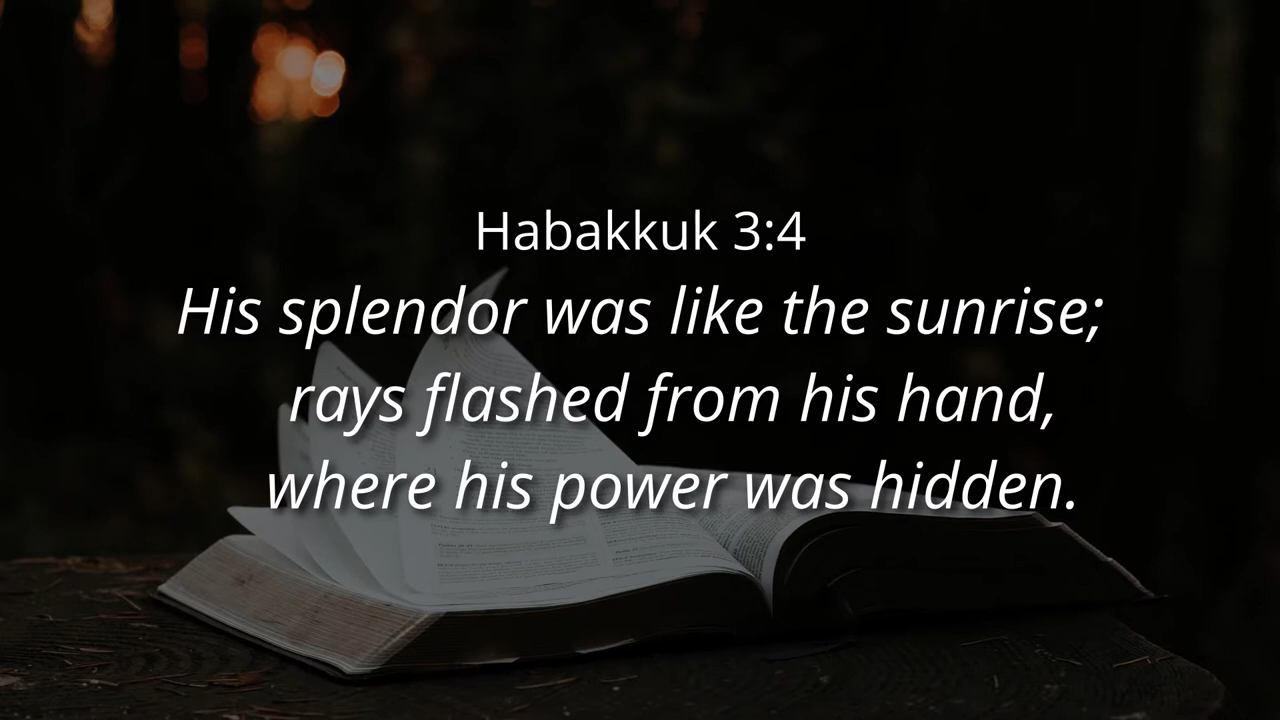 Habakkuk 3:4
His splendor was like the sunrise;
rays flashed from his hand,
where his power was hidden.